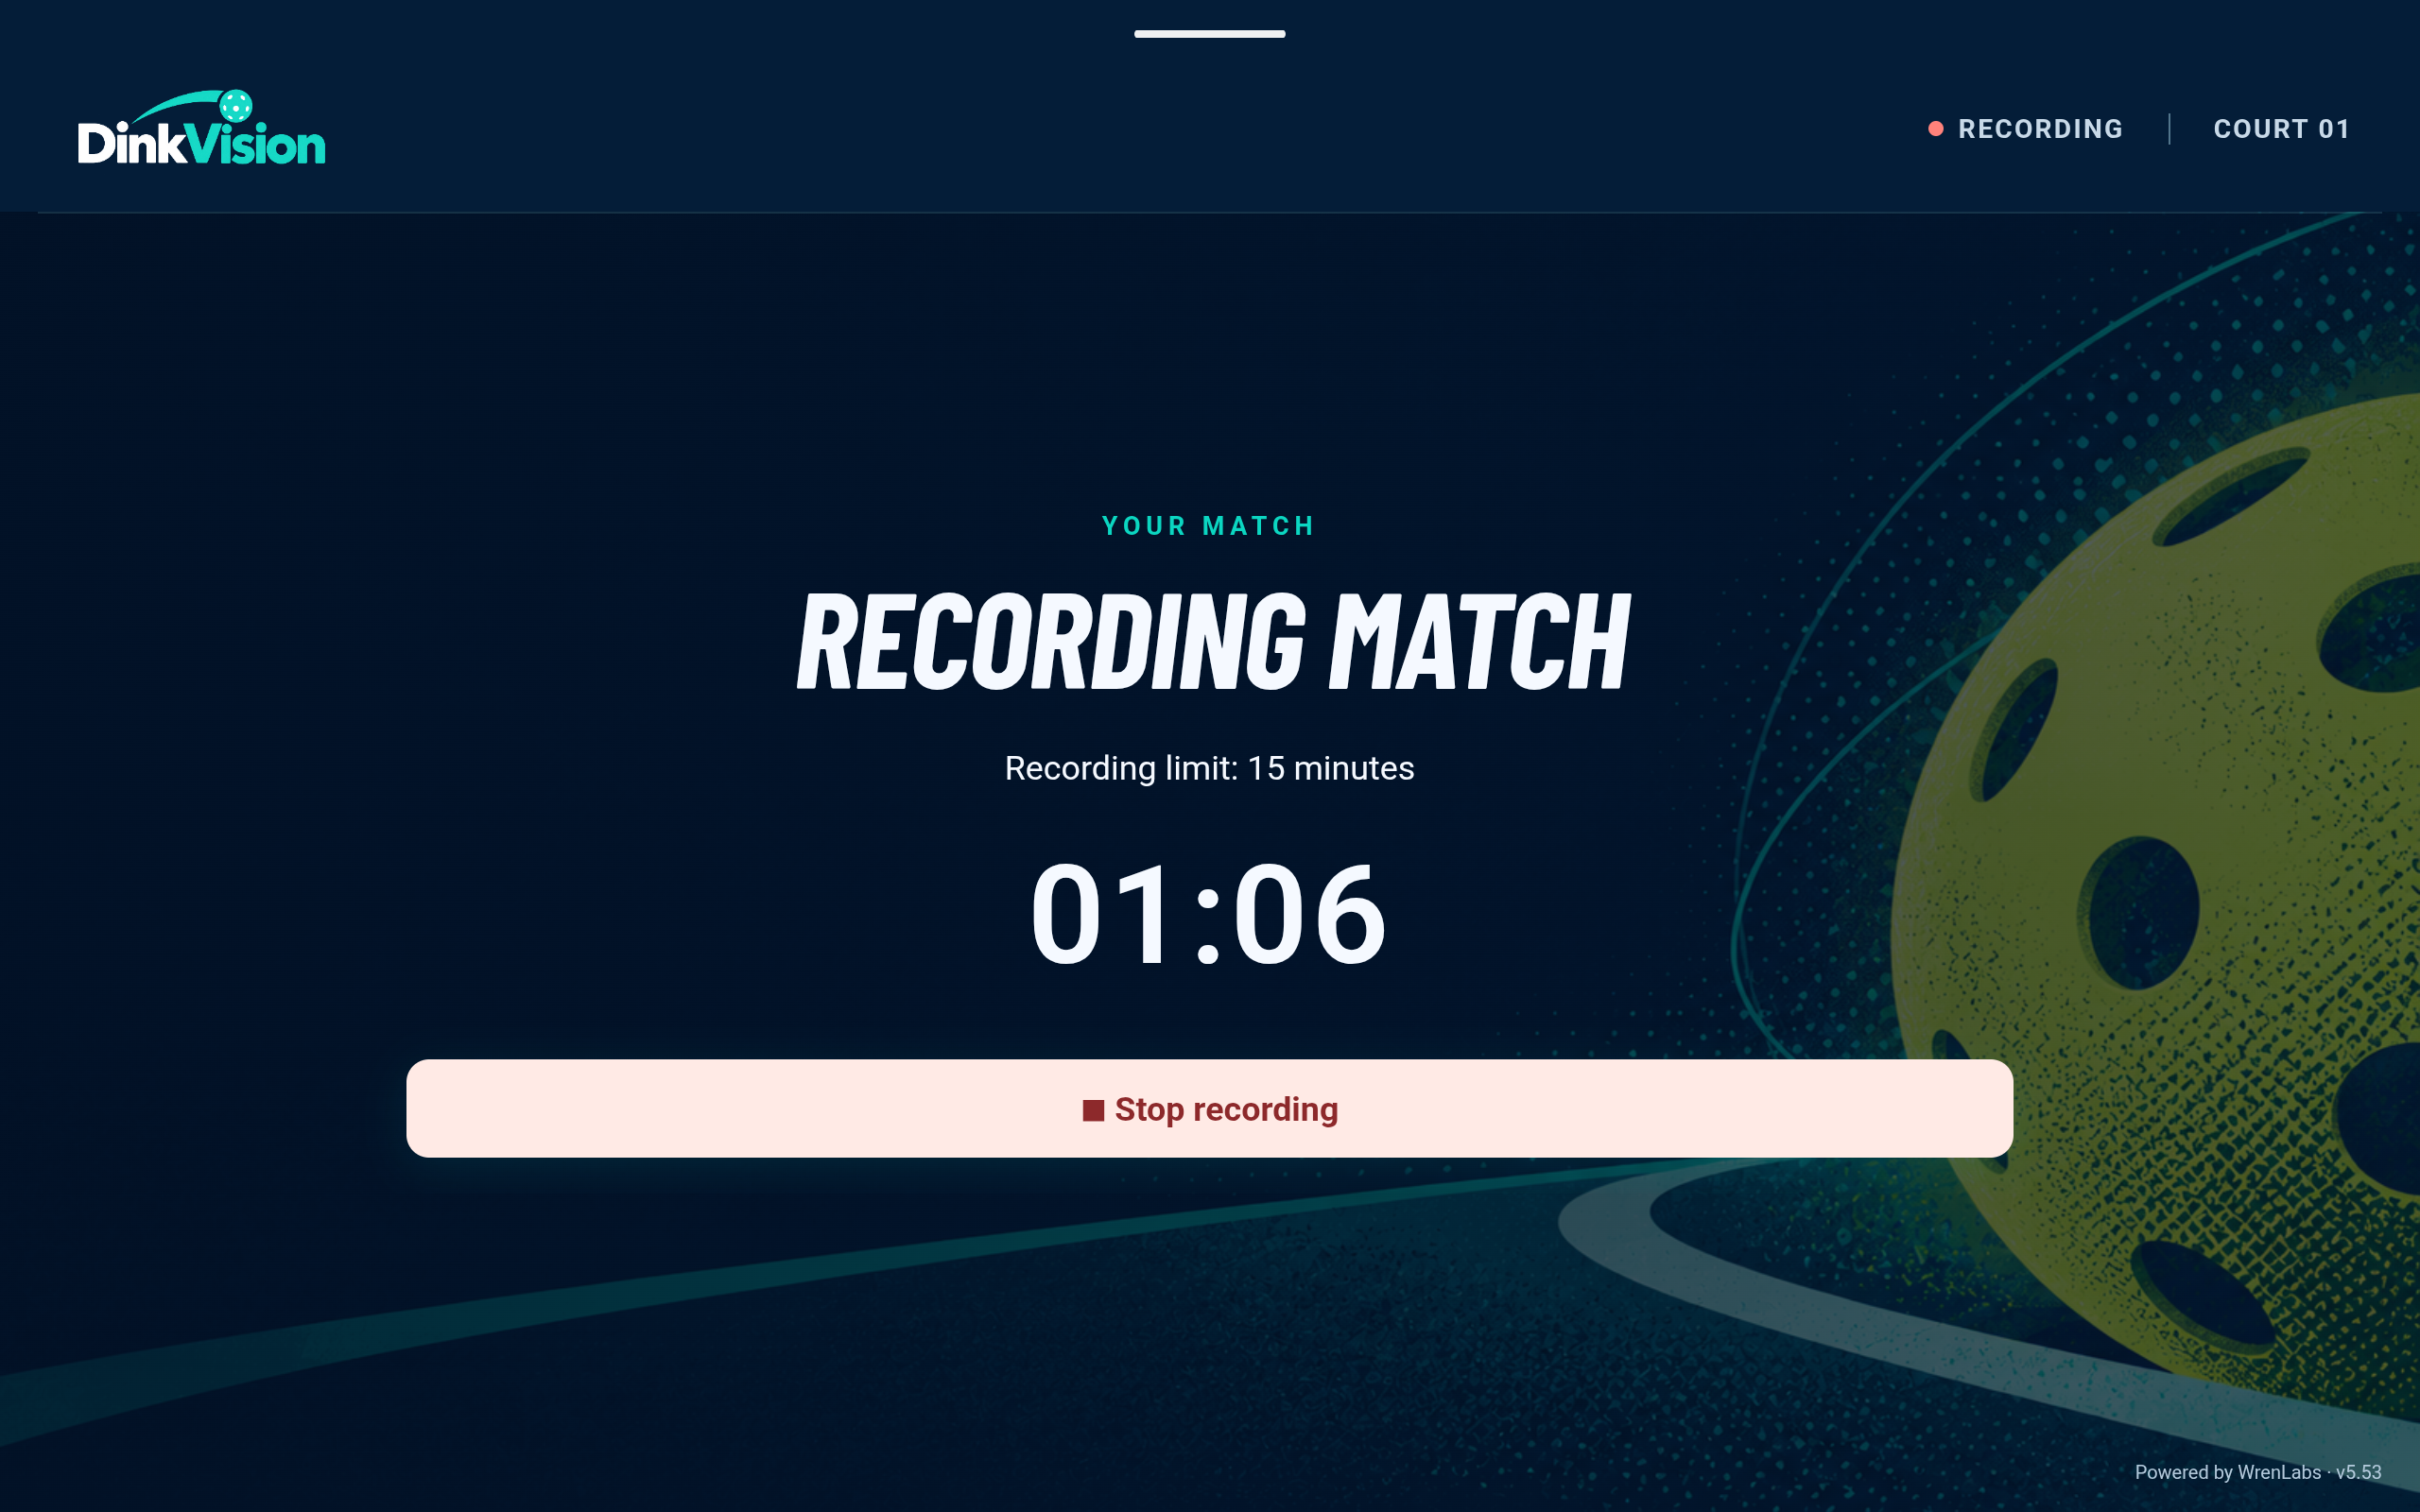 DinkVision
RECORDING
COURT 01
YOUR MATCH
RECORDING MATCH
Recording limit: 15 minutes
01:06
Stop recording
Powered by WrenLabs · v5.53